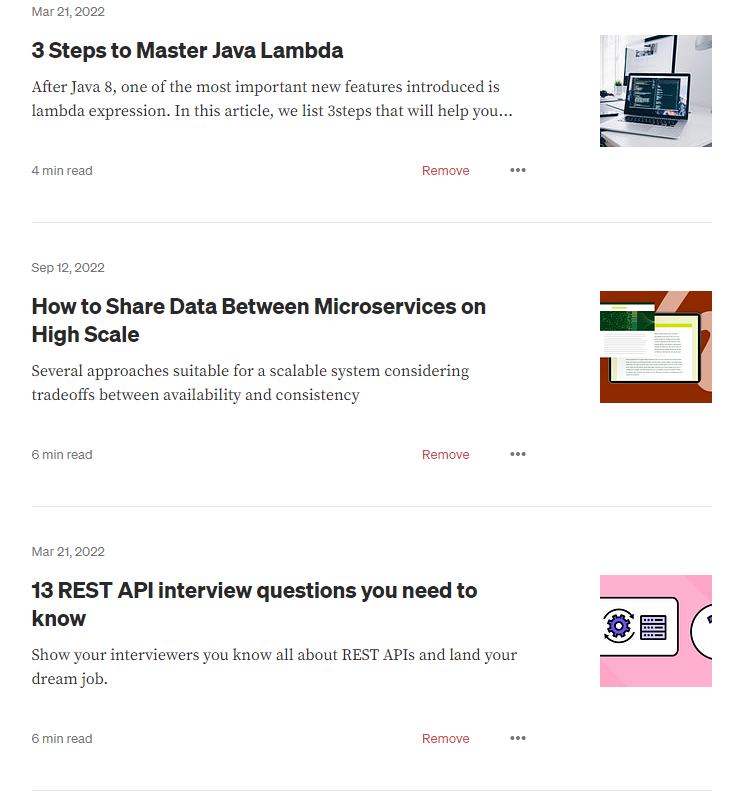 Mar 21, 2022
3 Steps to Master Java Lambda
After Java 8, one of the most important new features introduced is
lambda expression. In this article, we list 3steps that will help you...
4 min read
Remove
Sep 12, 2022
How to Share Data Between Microservices on
High Scale
Several approaches suitable for a scalable system considering
tradeoffs between availability and consistency
6 min read
Remove
Mar 21, 2022
13 REST API interview questions you need to
know
Show your interviewers you know all about REST APIs and land your
dream job.
6 min read
Remove